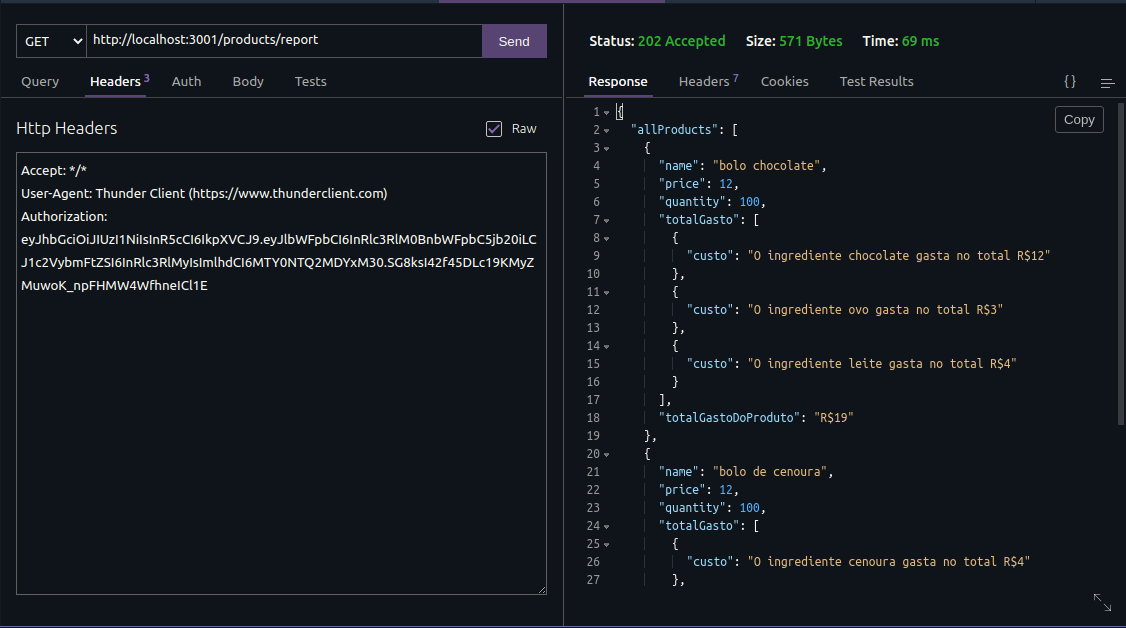 GET
http://localhost:3001/products/report
Send
Query
Headers 3
Auth
Body
Tests
Http Headers
Raw
Accept: */*
User-Agent: Thunder Client (https://www.thunderclient.com)
Authorization:
eyJhbGciOiJIUzI1NiIsInR5cCI6IkpXVCJ9.eyJlbWFpbCI6InRlc3RlM0BnbWFpbC5jb20iLC
J1c2VybmFtZSI6InRlc3RlMyIsImlhdCI6MTY0NTQ2MDYxM30.SG8ksI42f45DLc19KMyZ
MuwoK_npFHMW4WfhneICl1E
Status: 202 Accepted
Size: 571 Bytes
Time: 69 ms
Response
Headers 7
Cookies
Test Results
{}
Copy
1 {
2 "allProducts": [
3 {
4 "name": "bolo chocolate",
5 "price": 12,
6 "quantity": 100,
7 "totalGasto": [
8 {
9 "custo": "O ingrediente chocolate gasta no total R$12"
10 },
11 {
12 "custo": "O ingrediente ovo gasta no total R$3"
13 },
14 {
15 "custo": "O ingrediente leite gasta no total R$4"
16 }
17 ],
18 "totalGastoDoProduto": "R$19"
19 },
20 {
21 "name": "bolo de cenoura",
22 "price": 12,
23 "quantity": 100,
24 "totalGasto": [
25 {
26 "custo": "O ingrediente cenoura gasta no total R$4"
27 },